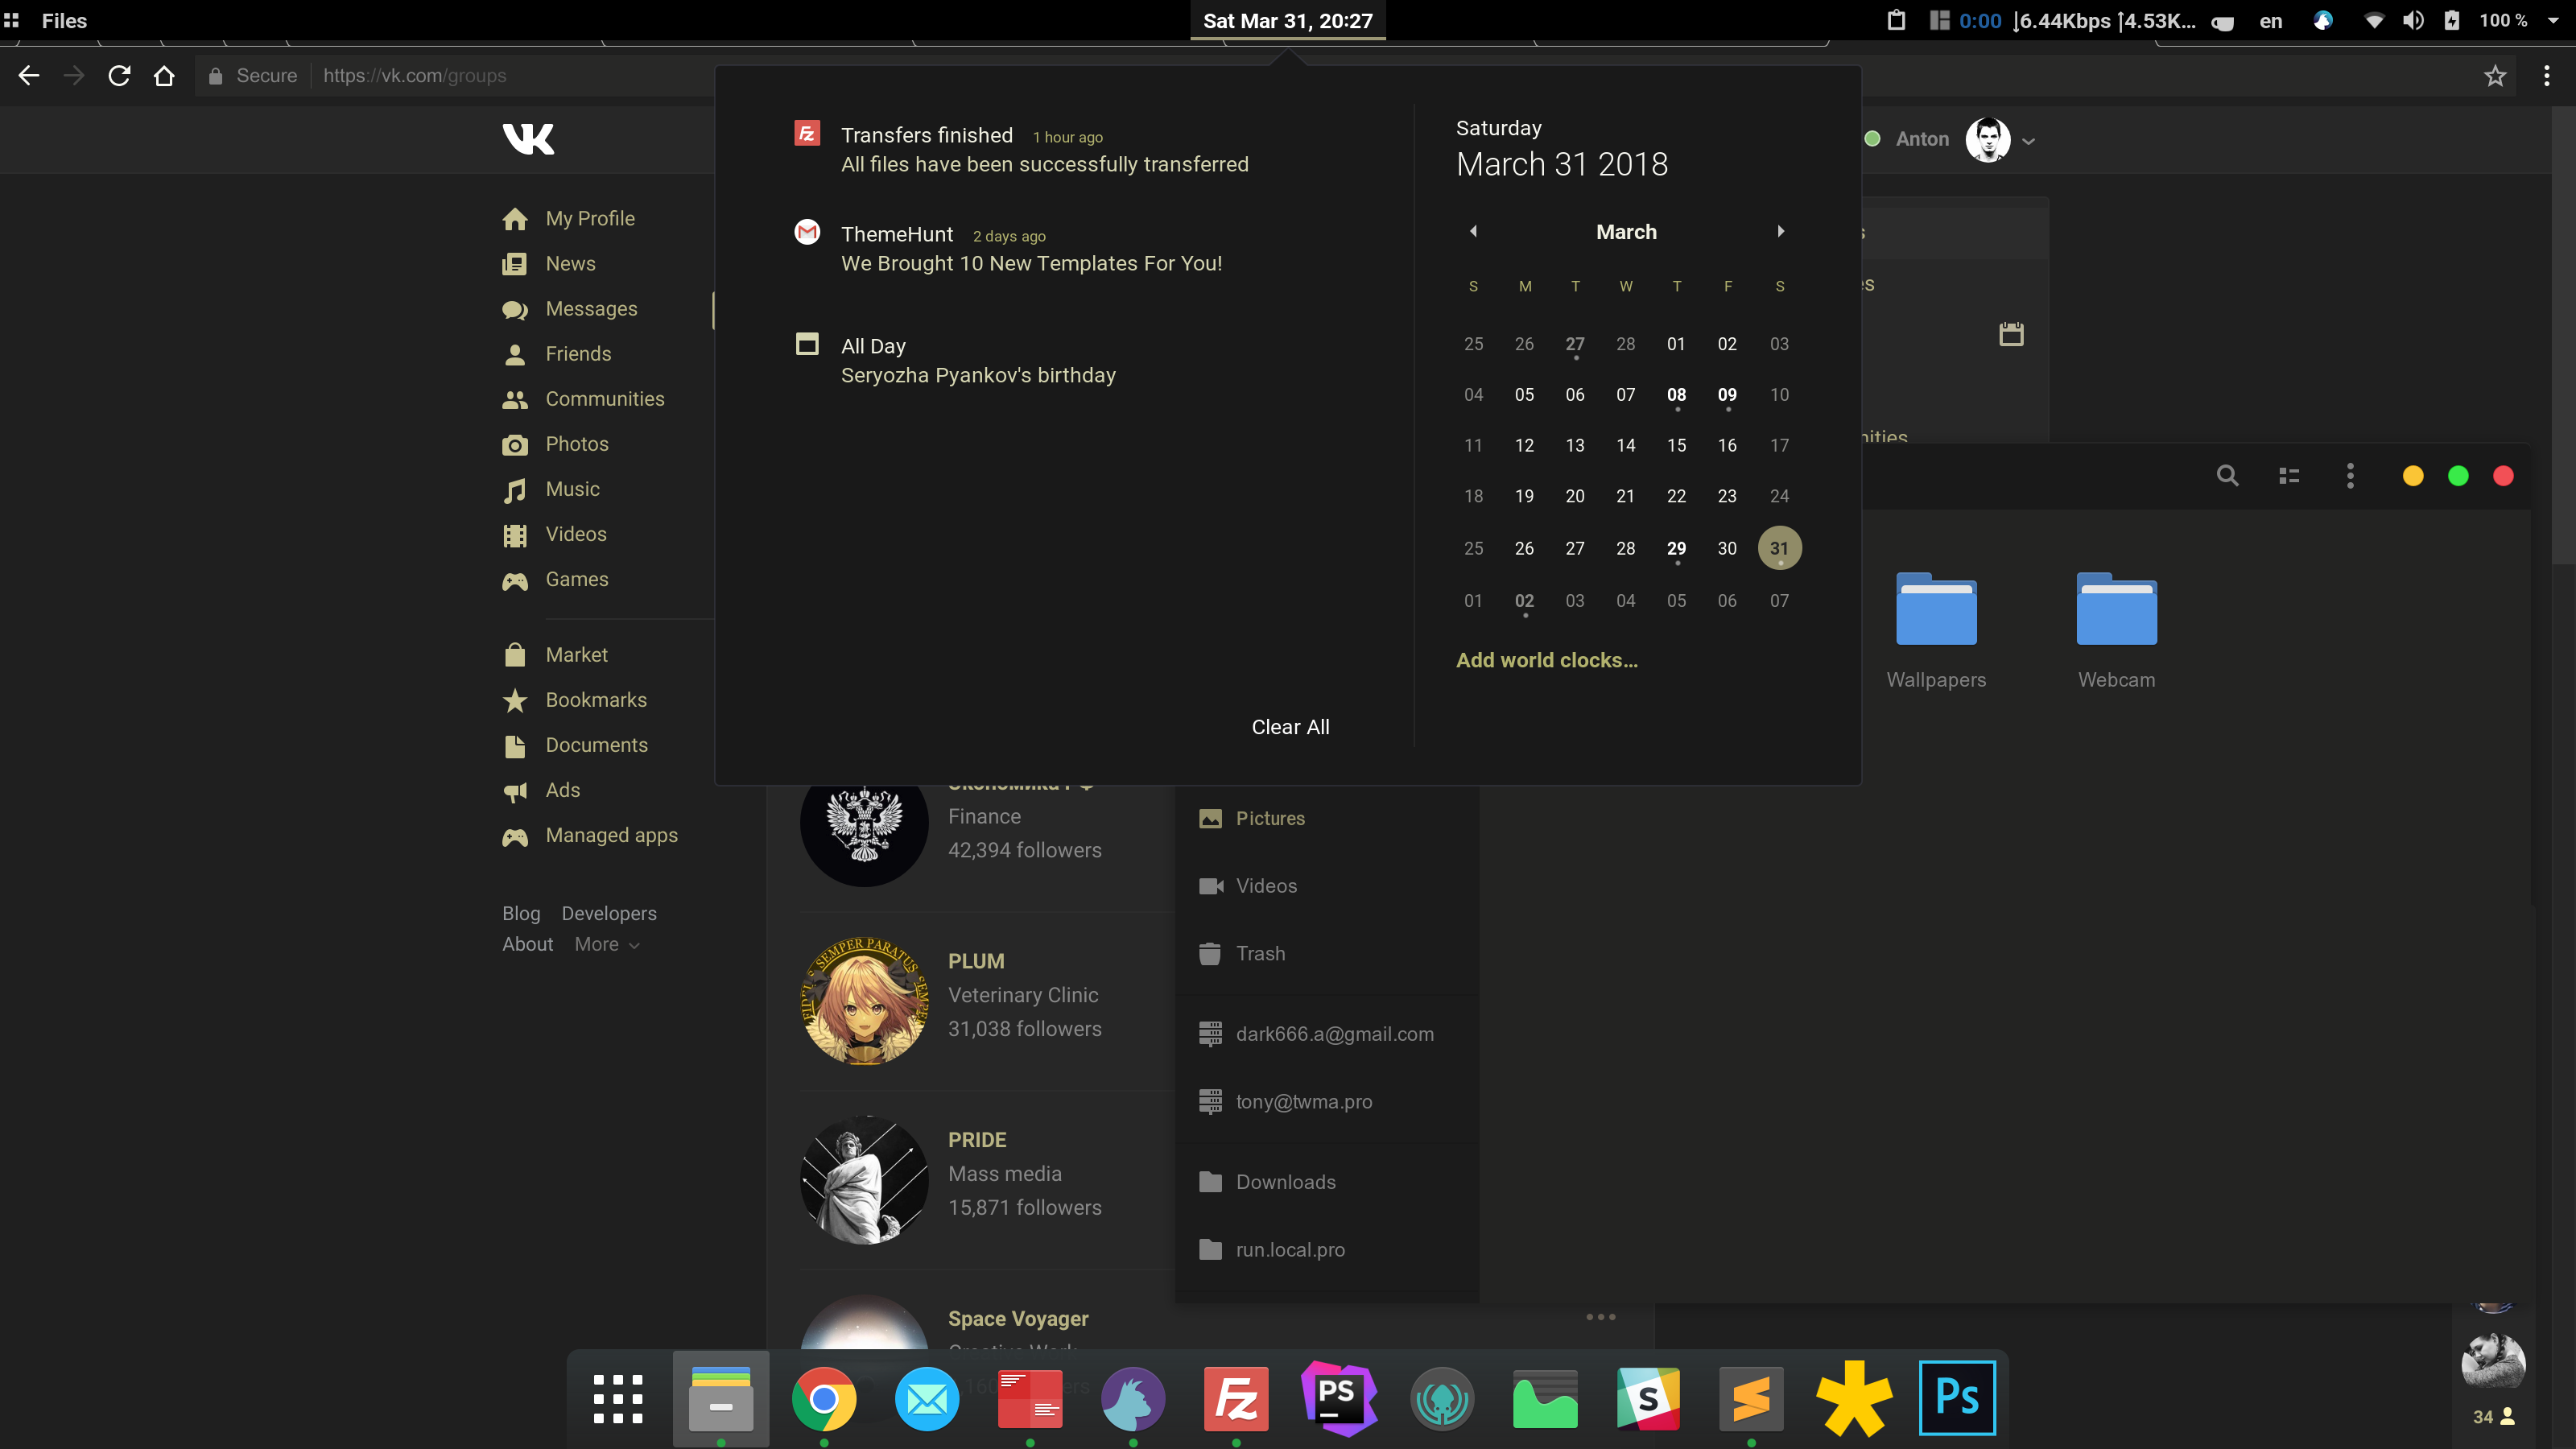 Files
Sat Mar 31, 20:27
0:00 ↓6.44Kbps ↑4.53K... en 100 %
Secure https://vk.com/groups
Anton
My Profile
News
Messages
Friends
Communities
Photos
Music
Videos
Games
Market
Bookmarks
Documents
Ads
Managed apps
Blog Developers
About More
Transfers finished 1 hour ago
All files have been successfully transferred
ThemeHunt 2 days ago
We Brought 10 New Templates For You!
All Day
Seryozha Pyankov's birthday
Clear All
Saturday
March 31 2018
March
S M T W T F S
25 26 27 28 01 02 03
04 05 06 07 08 09 10
11 12 13 14 15 16 17
18 19 20 21 22 23 24
25 26 27 28 29 30 31
01 02 03 04 05 06 07
Add world clocks...
Wallpapers
Webcam
Finance
42,394 followers
PLUM
Veterinary Clinic
31,038 followers
SEMPER PARATUS
PRIDE
Mass media
15,871 followers
Space Voyager
Pictures
Videos
Trash
dark666.a@gmail.com
tony@twma.pro
Downloads
run.local.pro
Fz
PS
S
Ps
34